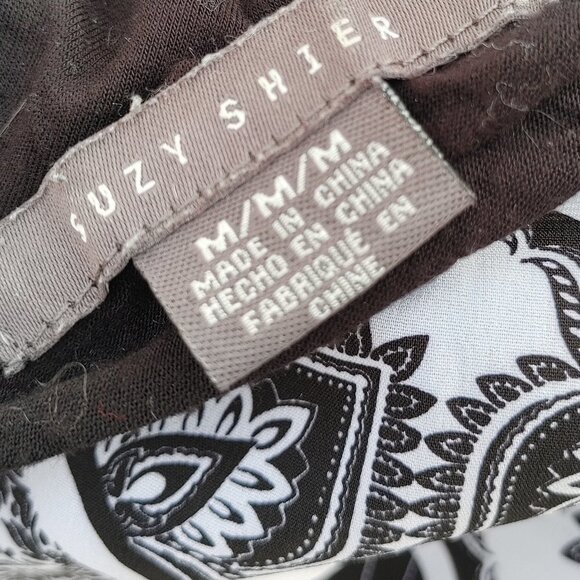 SUZY SHIER
M/M/M
MADE IN CHINA
HECHO EN CHINA
FABRIQUÉ EN
CHINE